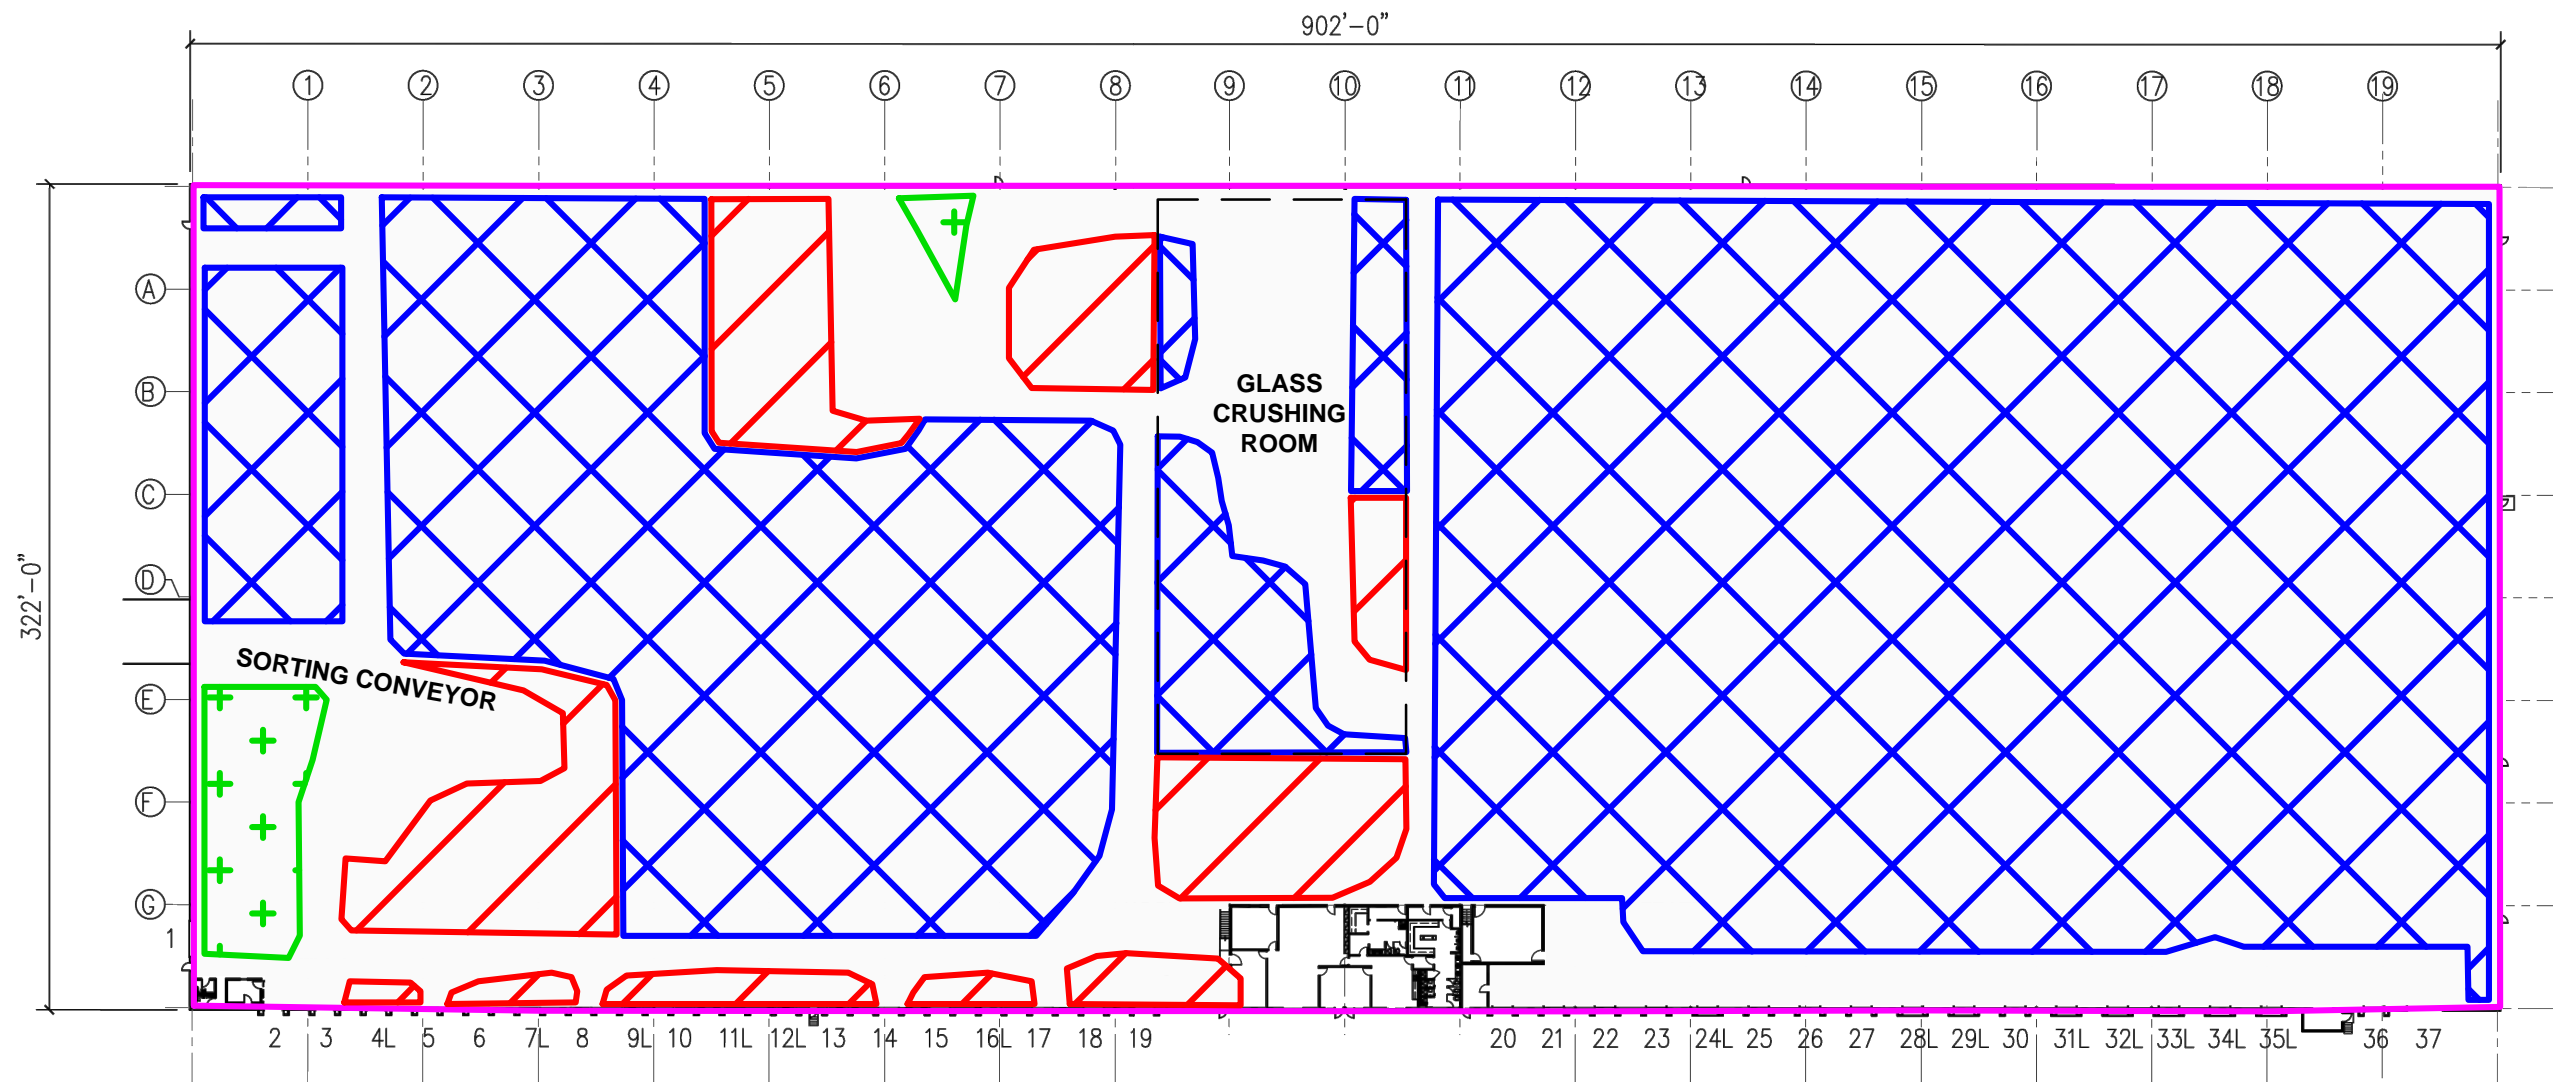 902'-0"
1 2 3 4 5 6 7 8 9 10 11 12 13 14 15 16 17 18 19
A
B
GLASS
CRUSHING
ROOM
C
322'-0"
D
SORTING CONVEYOR
E
F
G
1
2 3 4L 5 6 7L 8 9L 10 11L 12L 13 14 15 16L 17 18 19 20 21 22 23 24L 25 26 27 28L 29L 30 31L 32L 33L 34L 35L 36 37